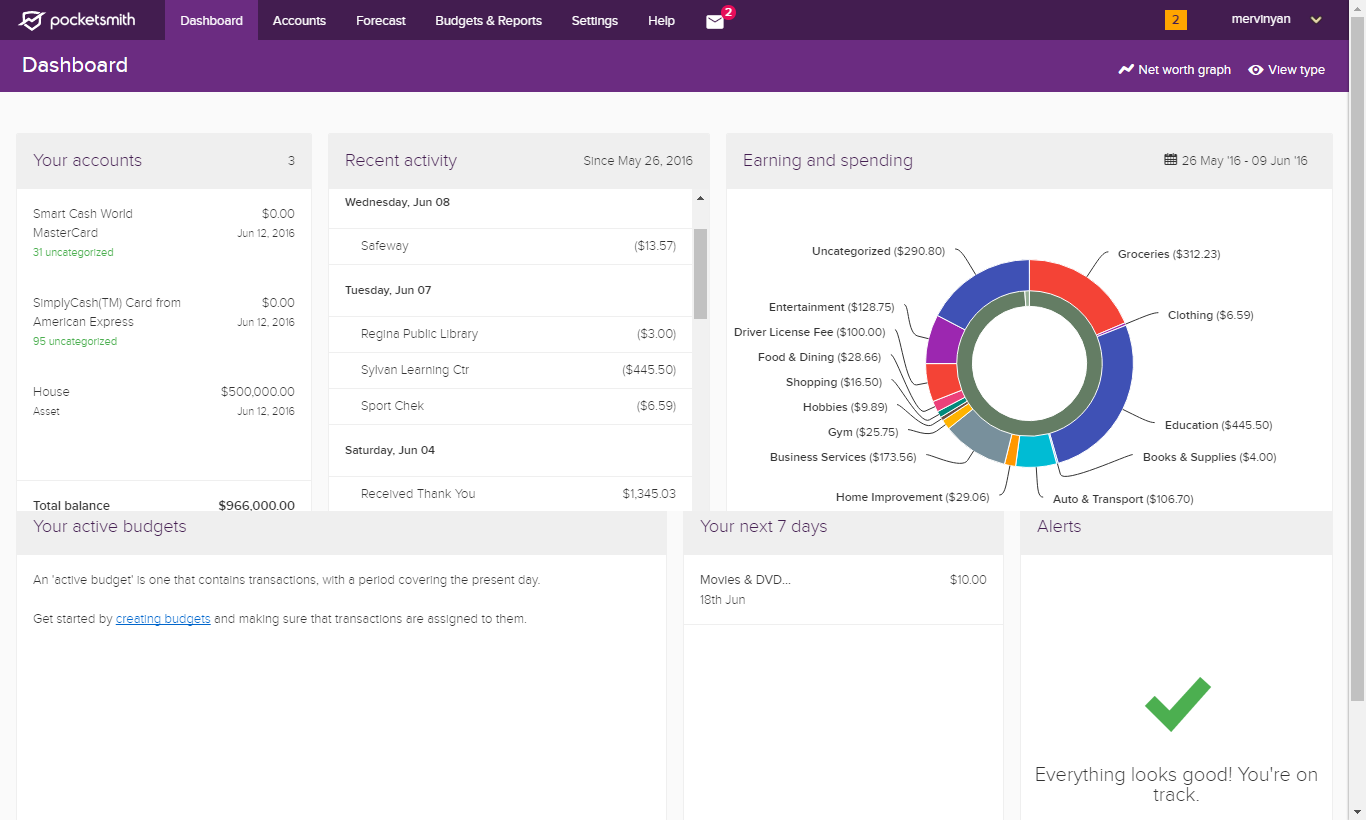 pocketsmith
Dashboard
Accounts
Forecast
Budgets & Reports
Settings
Help
2
2
mervinyan
Dashboard
Net worth graph
View type
Your accounts
3
Smart Cash World
$0.00
MasterCard
Jun 12, 2016
31 uncategorized
SimplyCash(TM) Card from
$0.00
American Express
Jun 12, 2016
95 uncategorized
House
$500,000.00
Asset
Jun 12, 2016
Total balance
$966,000.00
Recent activity
Since May 26, 2016
Wednesday, Jun 08
Safeway
($13.57)
Tuesday, Jun 07
Regina Public Library
($3.00)
Sylvan Learning Ctr
($445.50)
Sport Chek
($6.59)
Saturday, Jun 04
Received Thank You
$1,345.03
Earning and spending
26 May '16 - 09 Jun '16
Uncategorized ($290.80)
Groceries ($312.23)
Entertainment ($128.75)
Clothing ($6.59)
Driver License Fee ($100.00)
Food & Dining ($28.66)
Shopping ($16.50)
Hobbies ($9.89)
Gym ($25.75)
Education ($445.50)
Business Services ($173.56)
Books & Supplies ($4.00)
Home Improvement ($29.06)
Auto & Transport ($106.70)
Your active budgets
An 'active budget' is one that contains transactions, with a period covering the present day.
Get started by creating budgets and making sure that transactions are assigned to them.
Your next 7 days
Movies & DVD...
$10.00
18th Jun
Alerts
Everything looks good! You're on
track.